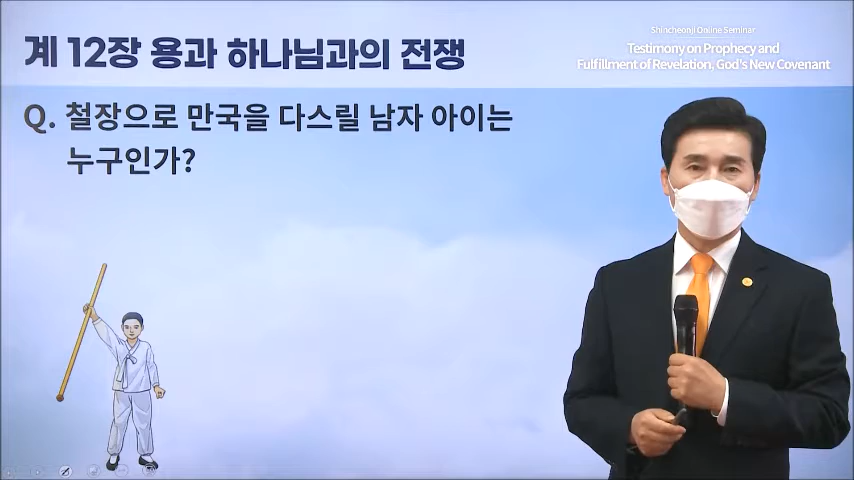 계 12장 용과 하나님과의 전쟁
Shincheonji Online Seminar
Testimony on Prophecy and
Fulfillment of Revelation, God's New Covenant
Q. 철장으로 만국을 다스릴 남자 아이는
누구인가?